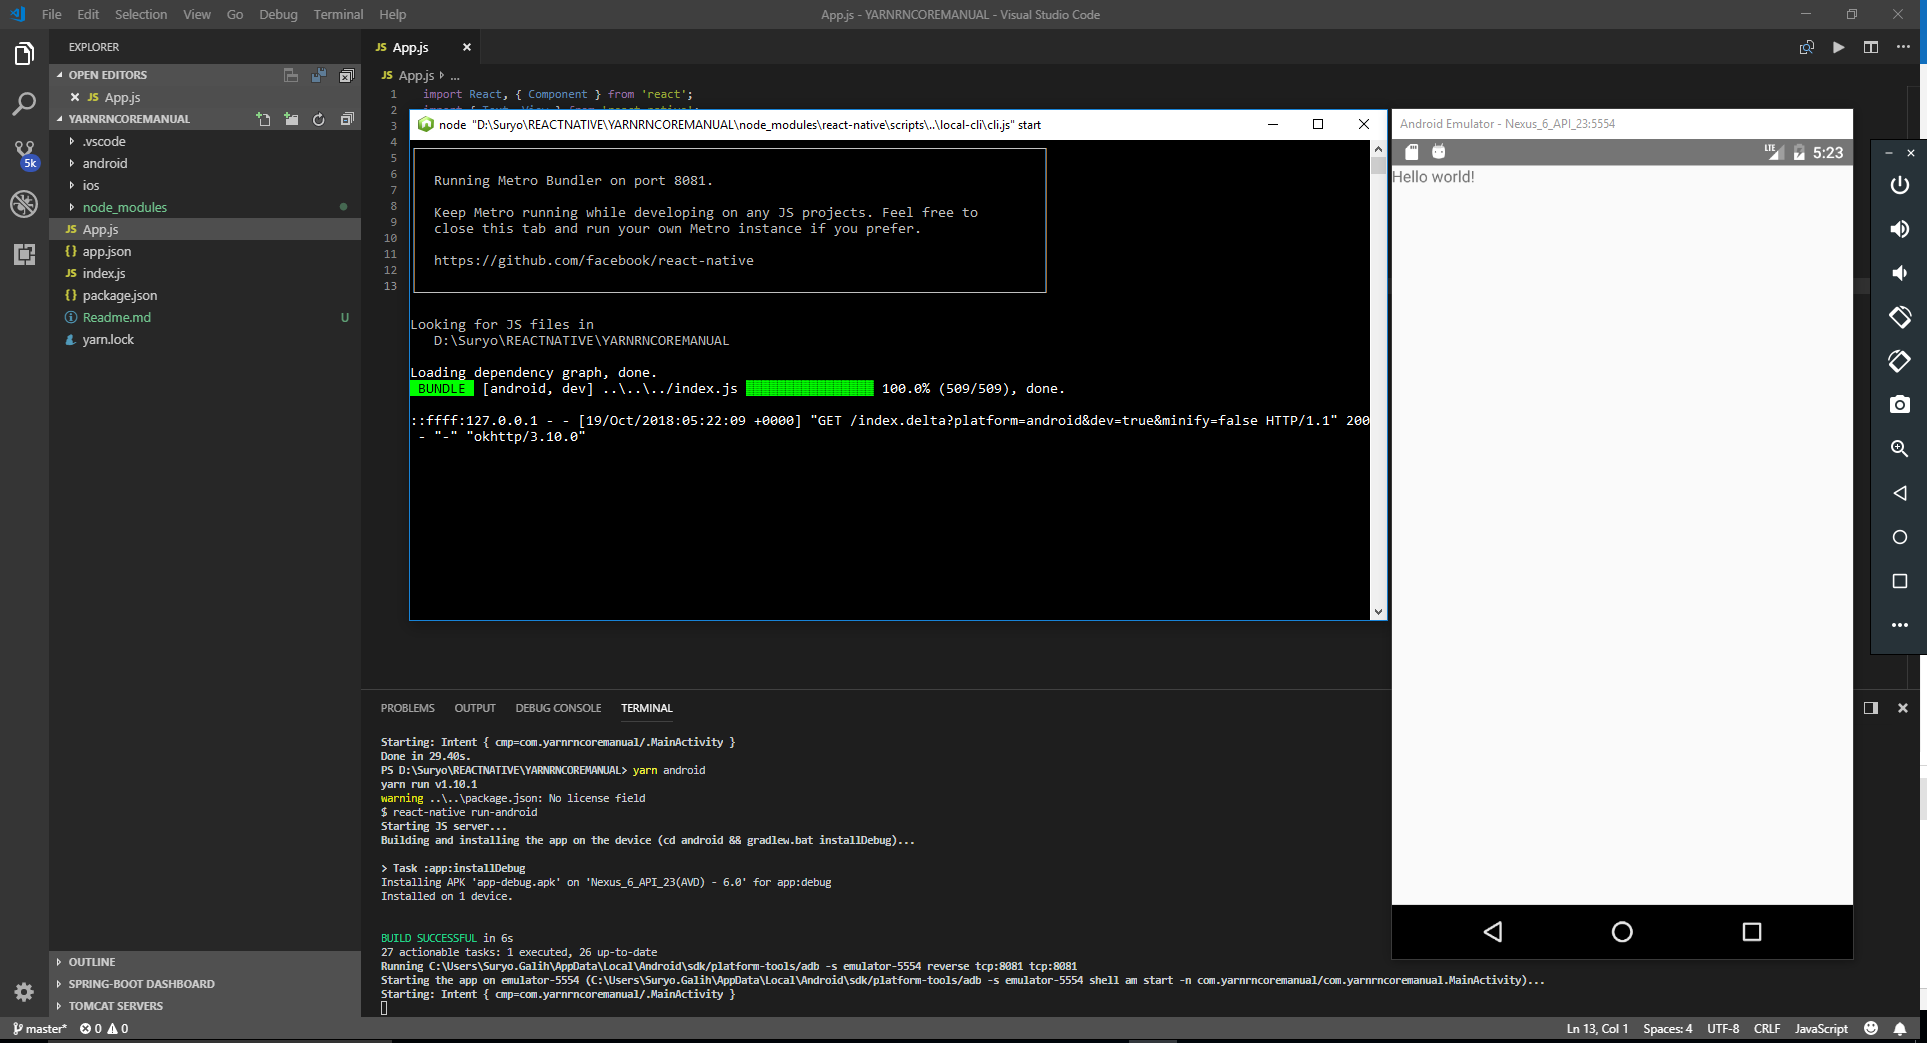 File Edit Selection View Go Debug Terminal Help
App.js - YARNRNCOREMANUAL - Visual Studio Code
EXPLORER
OPEN EDITORS
JS App.js
YARNRNCOREMANUAL
.vscode
android
ios
node_modules
JS App.js
{} app.json
JS index.js
{} package.json
Readme.md U
yarn.lock
5k
OUTLINE
SPRING-BOOT DASHBOARD
TOMCAT SERVERS
JS App.js
JS App.js ...
1 import React, { Component } from 'react';
2
3
4
5
6
7
8
9
10
11
12
13
node "D:\Suryo\REACTNATIVE\YARNRNCOREMANUAL\node_modules\react-native\scripts\..\local-cli\cli.js" start
Running Metro Bundler on port 8081.
Keep Metro running while developing on any JS projects. Feel free to
close this tab and run your own Metro instance if you prefer.
https://github.com/facebook/react-native
Looking for JS files in
D:\Suryo\REACTNATIVE\YARNRNCOREMANUAL
Loading dependency graph, done.
BUNDLE [android, dev] ..\..\../index.js 100.0% (509/509), done.
::ffff:127.0.0.1 - - [19/Oct/2018:05:22:09 +0000] "GET /index.delta?platform=android&dev=true&minify=false HTTP/1.1" 200
- "-" "okhttp/3.10.0"
Android Emulator - Nexus_6_API_23:5554
LTE 5:23
Hello world!
PROBLEMS OUTPUT DEBUG CONSOLE TERMINAL
Starting: Intent { cmp=com.yarnrncoremanual/.MainActivity }
Done in 29.40s.
PS D:\Suryo\REACTNATIVE\YARNRNCOREMANUAL> yarn android
yarn run v1.10.1
warning ..\..\package.json: No license field
$ react-native run-android
Starting JS server...
Building and installing the app on the device (cd android && gradlew.bat installDebug)...
> Task :app:installDebug
Installing APK 'app-debug.apk' on 'Nexus_6_API_23(AVD) - 6.0' for app:debug
Installed on 1 device.
BUILD SUCCESSFUL in 6s
27 actionable tasks: 1 executed, 26 up-to-date
Running C:\Users\Suryo.Galih\AppData\Local\Android\sdk/platform-tools/adb -s emulator-5554 reverse tcp:8081 tcp:8081
Starting the app on emulator-5554 (C:\Users\Suryo.Galih\AppData\Local\Android\sdk/platform-tools/adb -s emulator-5554 shell am start -n com.yarnrncoremanual/com.yarnrncoremanual.MainActivity)...
Starting: Intent { cmp=com.yarnrncoremanual/.MainActivity }
master* 0 0
Ln 13, Col 1 Spaces: 4 UTF-8 CRLF JavaScript